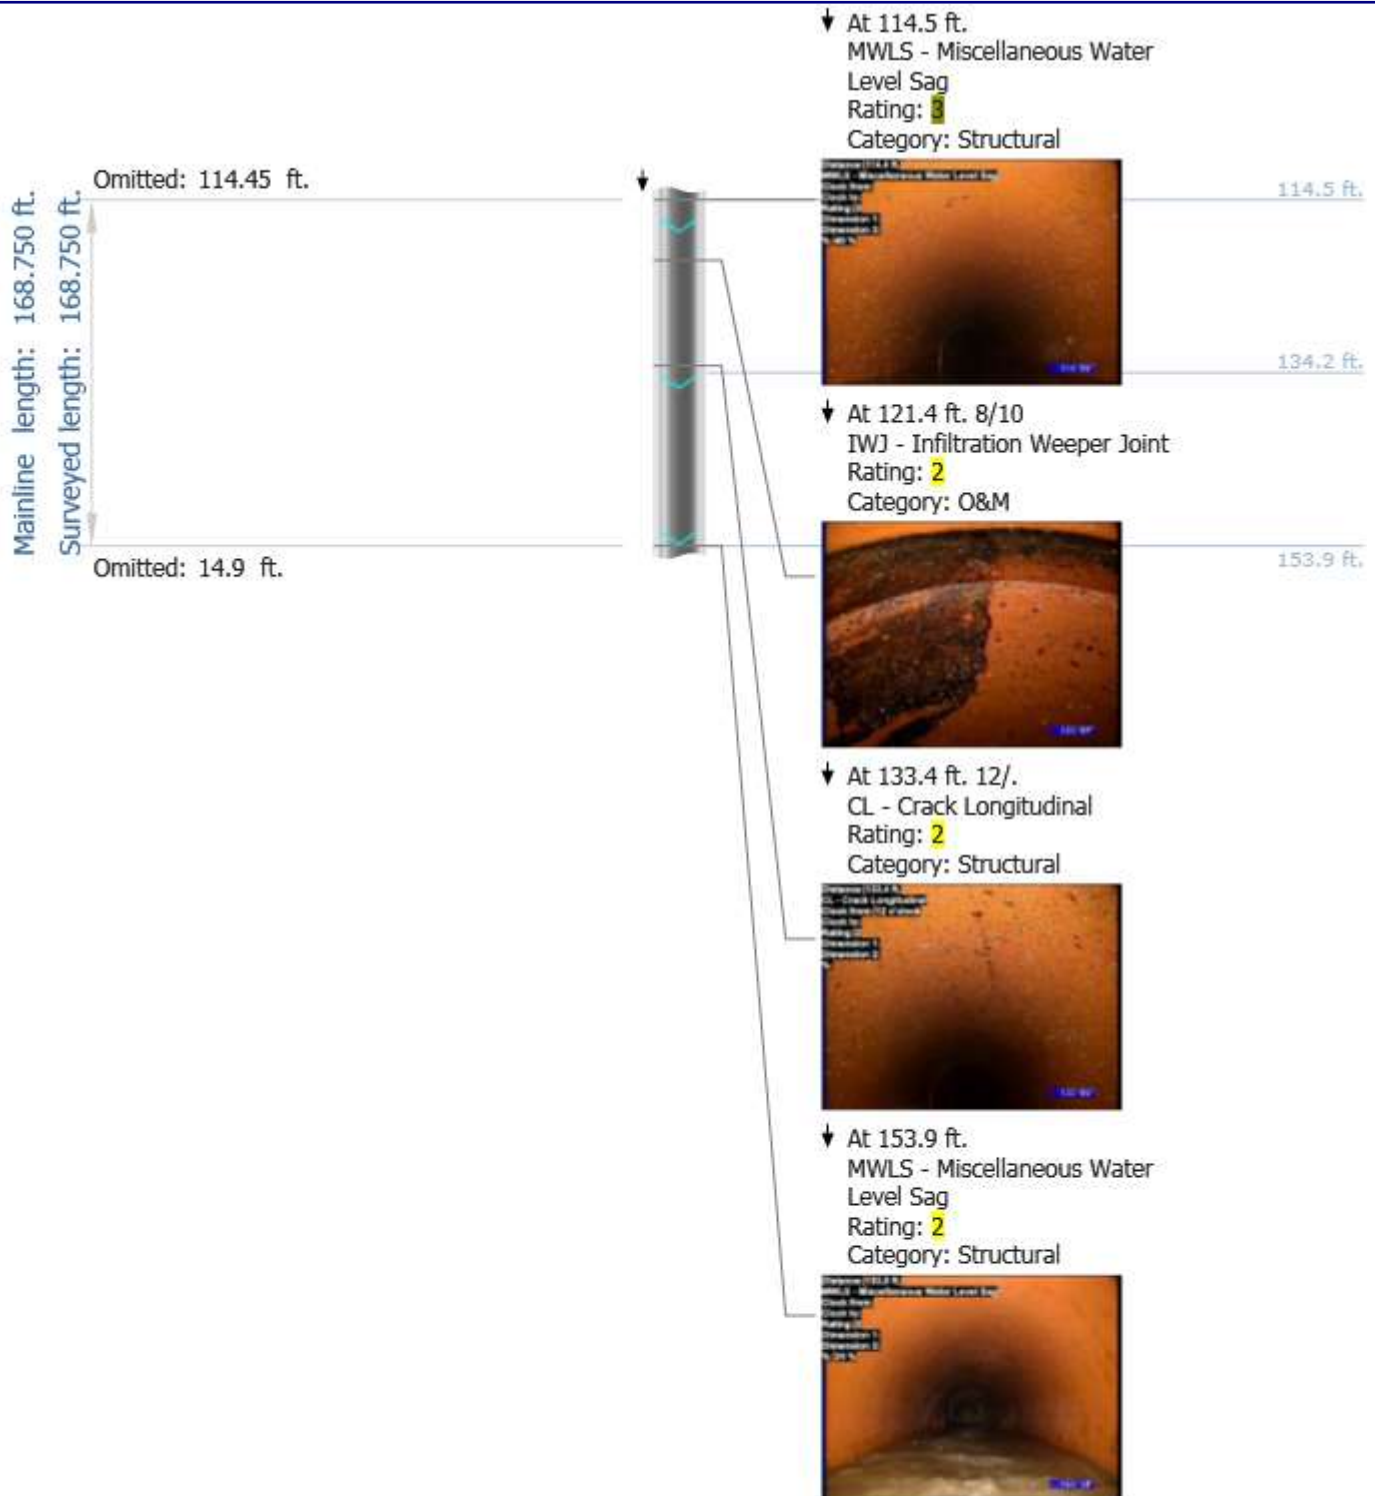 At 114.5 ft.
MWLS - Miscellaneous Water
Level Sag
Rating: 3
Category: Structural
Omitted: 114.45 ft.
114.5 ft.
Mainline length: 168.750 ft.
Surveyed length: 168.750 ft.
134.2 ft.
At 121.4 ft. 8/10
IWJ - Infiltration Weeper Joint
Rating: 2
Category: O&M
153.9 ft.
Omitted: 14.9 ft.
At 133.4 ft. 12/.
CL - Crack Longitudinal
Rating: 2
Category: Structural
At 153.9 ft.
MWLS - Miscellaneous Water
Level Sag
Rating: 2
Category: Structural